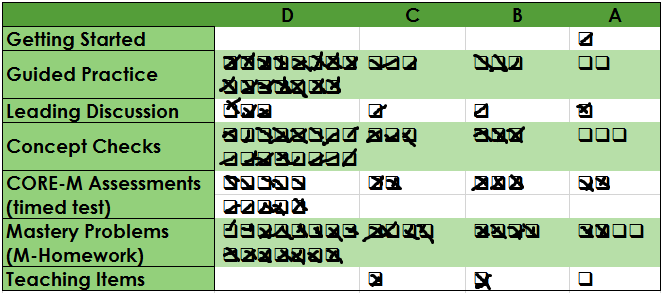 D C B A
Getting Started
Guided Practice
Leading Discussion
Concept Checks
CORE-M Assessments
(timed test)
Mastery Problems
(M-Homework)
Teaching Items